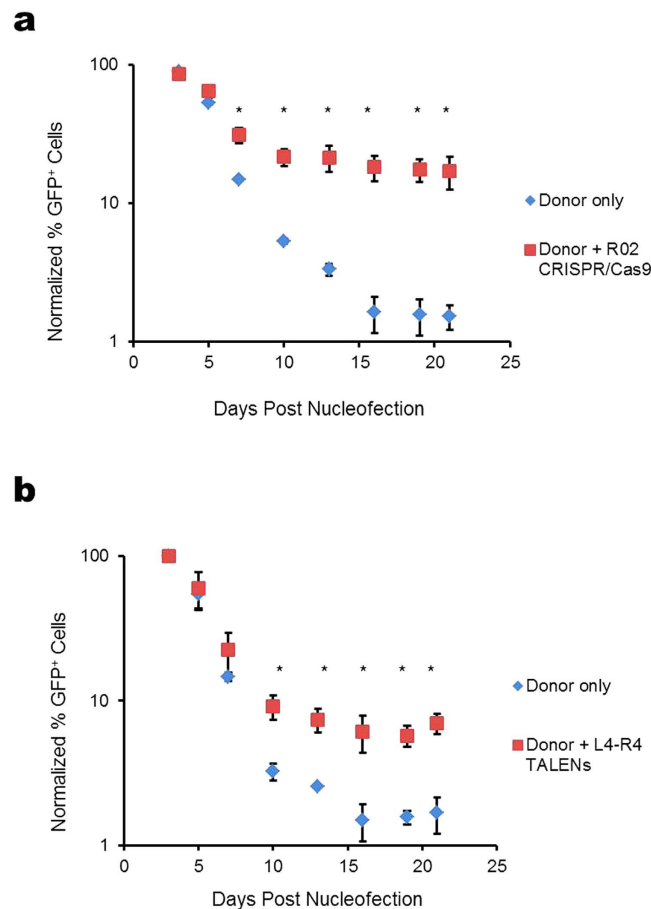 a
100
10
1
Normalized % GFP+ Cells
* * * * * *
0 5 10 15 20 25
Days Post Nucleofection
Donor only
Donor + R02
CRISPR/Cas9
b
100
10
1
Normalized % GFP+ Cells
* * * * *
0 5 10 15 20 25
Days Post Nucleofection
Donor only
Donor + L4-R4
TALENs